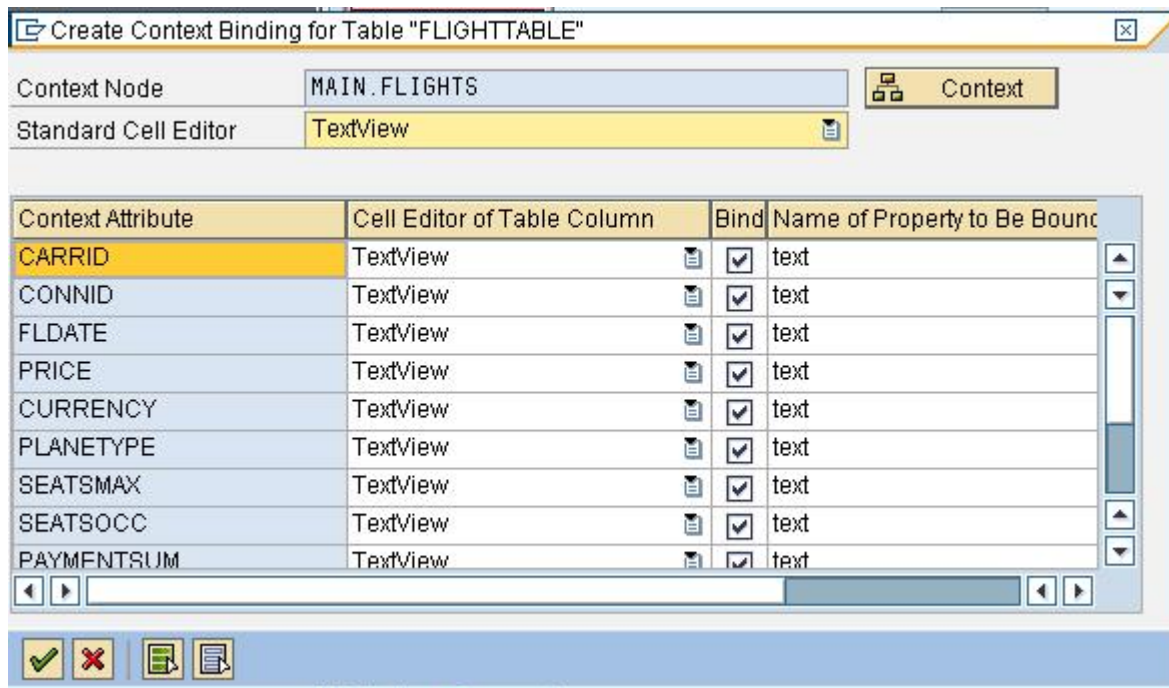 Create Context Binding for Table "FLIGHTTABLE"
Context Node MAIN.FLIGHTS Context
Standard Cell Editor TextView
Context Attribute Cell Editor of Table Column Bind Name of Property to Be Bound
CARRID TextView text
CONNID TextView text
FLDATE TextView text
PRICE TextView text
CURRENCY TextView text
PLANETYPE TextView text
SEATSMAX TextView text
SEATSOCC TextView text
PAYMENTSUM TextView text